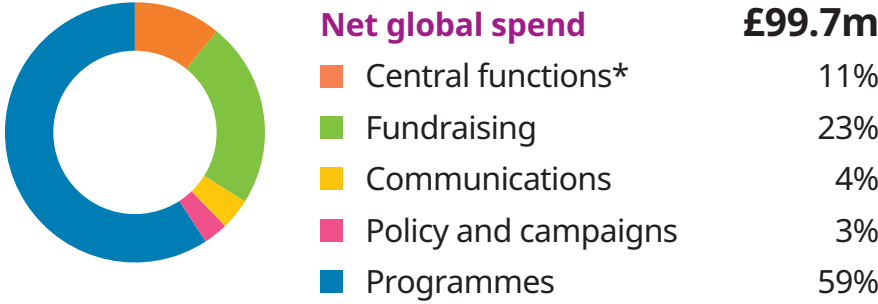 Net global spend £99.7m
Central functions* 11%
Fundraising 23%
Communications 4%
Policy and campaigns 3%
Programmes 59%